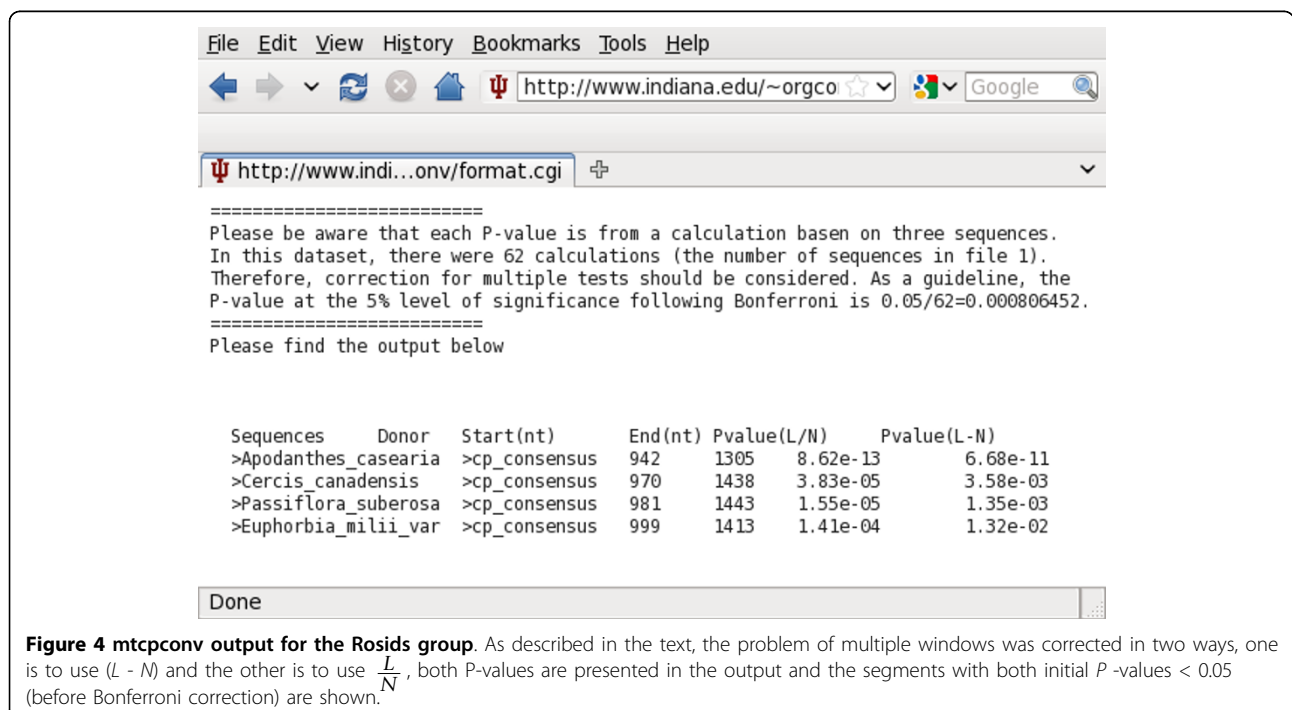 File Edit View History Bookmarks Tools Help
http://www.indiana.edu/~orgco Google
http://www.indi...onv/format.cgi
==========================
Please be aware that each P-value is from a calculation basen on three sequences.
In this dataset, there were 62 calculations (the number of sequences in file 1).
Therefore, correction for multiple tests should be considered. As a guideline, the
P-value at the 5% level of significance following Bonferroni is 0.05/62=0.000806452.
==========================
Please find the output below
Sequences Donor Start(nt) End(nt) Pvalue(L/N) Pvalue(L-N)
>Apodanthes_casearia >cp_consensus 942 1305 8.62e-13 6.68e-11
>Cercis_canadensis >cp_consensus 970 1438 3.83e-05 3.58e-03
>Passiflora_suberosa >cp_consensus 981 1443 1.55e-05 1.35e-03
>Euphorbia_milii_var >cp_consensus 999 1413 1.41e-04 1.32e-02
Done
Figure 4 mtcpconv output for the Rosids group. As described in the text, the problem of multiple windows was corrected in two ways, one
is to use (L - N) and the other is to use L/N, both P-values are presented in the output and the segments with both initial P -values < 0.05
(before Bonferroni correction) are shown.